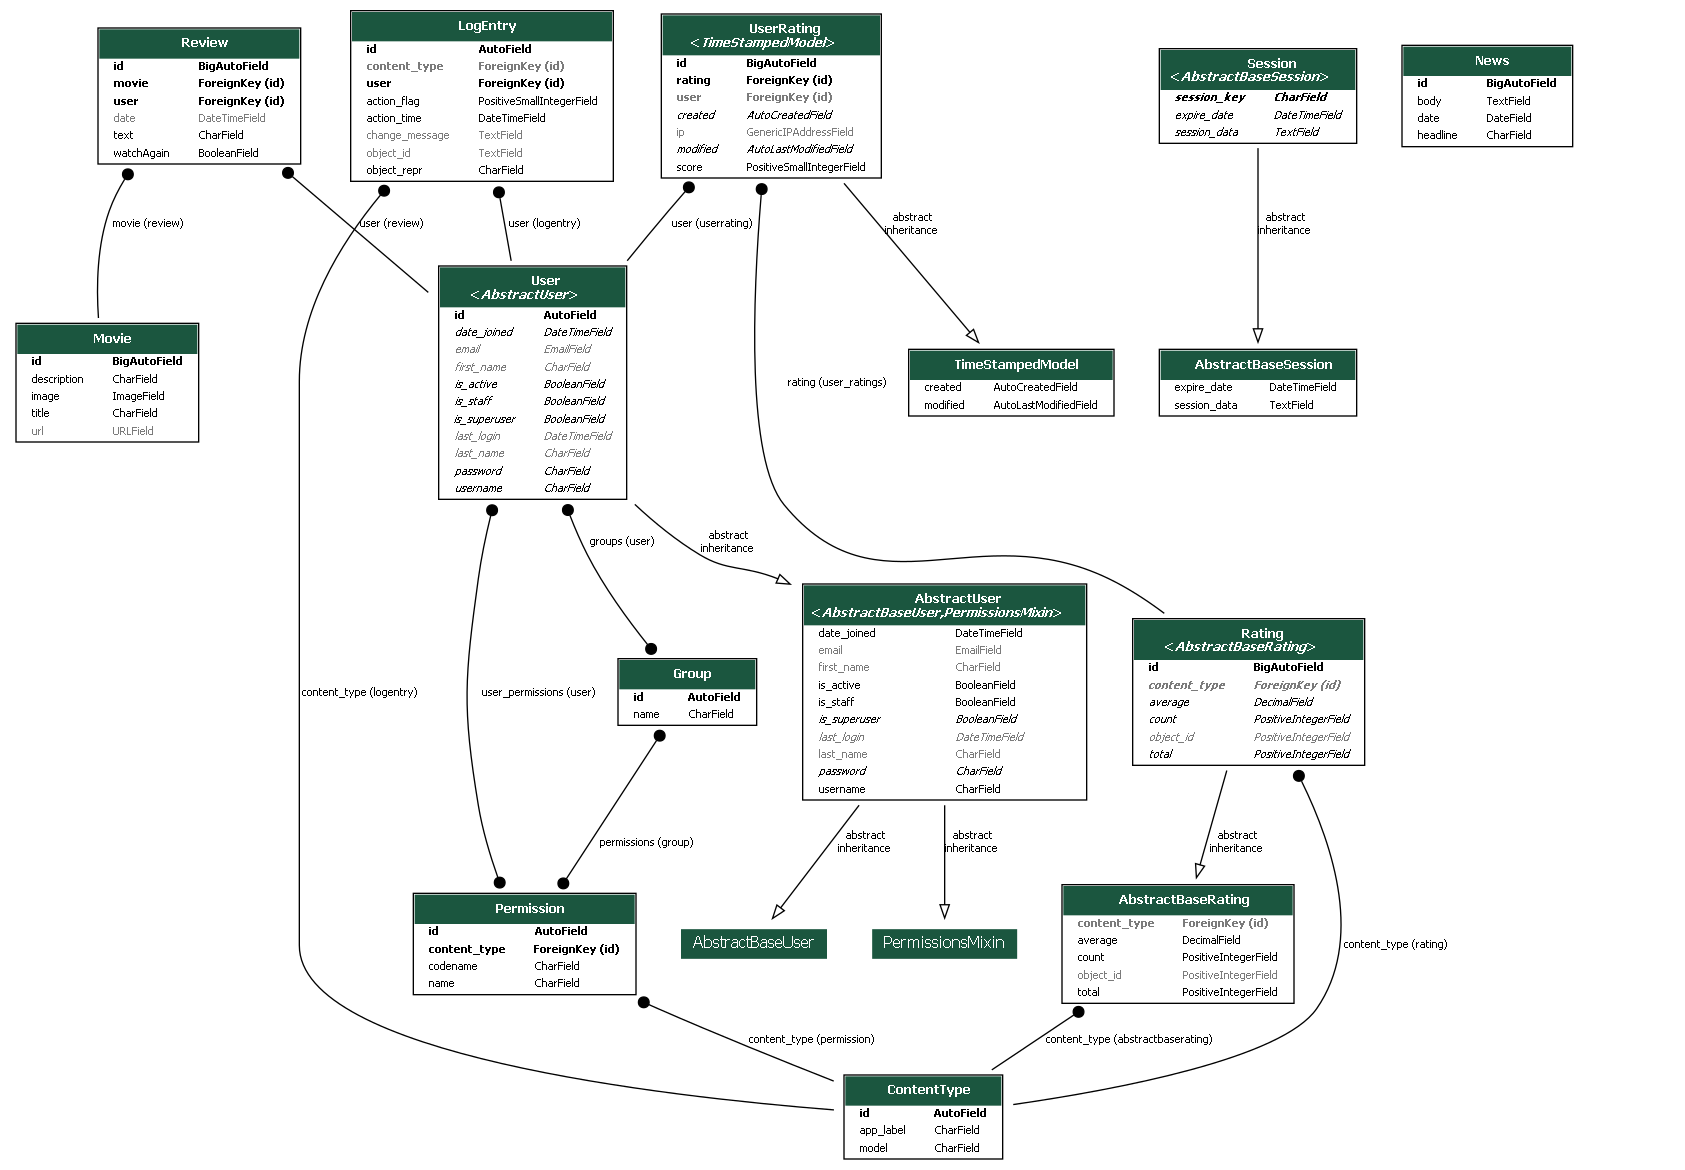 Review
id BigAutoField
movie ForeignKey (id)
user ForeignKey (id)
date DateTimeField
text CharField
watchAgain BooleanField
LogEntry
id AutoField
content_type ForeignKey (id)
user ForeignKey (id)
action_flag PositiveSmallIntegerField
action_time DateTimeField
change_message TextField
object_id TextField
object_repr CharField
UserRating
<TimeStampedModel>
id BigAutoField
rating ForeignKey (id)
user ForeignKey (id)
created AutoCreatedField
ip GenericIPAddressField
modified AutoLastModifiedField
score PositiveSmallIntegerField
Session
<AbstractBaseSession>
session_key CharField
expire_date DateTimeField
session_data TextField
News
id BigAutoField
body TextField
date DateField
headline CharField
movie (review)
user (review)
user (logentry)
user (userrating)
abstract
inheritance
abstract
inheritance
User
<AbstractUser>
id AutoField
date_joined DateTimeField
email EmailField
first_name CharField
is_active BooleanField
is_staff BooleanField
is_superuser BooleanField
last_login DateTimeField
last_name CharField
password CharField
username CharField
Movie
id BigAutoField
description CharField
image ImageField
title CharField
url URLField
rating (user_ratings)
TimeStampedModel
created AutoCreatedField
modified AutoLastModifiedField
AbstractBaseSession
expire_date DateTimeField
session_data TextField
groups (user)
abstract
inheritance
AbstractUser
<AbstractBaseUser,PermissionsMixin>
date_joined DateTimeField
email EmailField
first_name CharField
is_active BooleanField
is_staff BooleanField
is_superuser BooleanField
last_login DateTimeField
last_name CharField
password CharField
username CharField
Rating
<AbstractBaseRating>
id BigAutoField
content_type ForeignKey (id)
average DecimalField
count PositiveIntegerField
object_id PositiveIntegerField
total PositiveIntegerField
content_type (logentry)
user_permissions (user)
Group
id AutoField
name CharField
permissions (group)
abstract
inheritance
abstract
inheritance
abstract
inheritance
Permission
id AutoField
content_type ForeignKey (id)
codename CharField
name CharField
AbstractBaseUser
PermissionsMixin
AbstractBaseRating
content_type ForeignKey (id)
average DecimalField
count PositiveIntegerField
object_id PositiveIntegerField
total PositiveIntegerField
content_type (rating)
content_type (permission)
content_type (abstractbaserating)
ContentType
id AutoField
app_label CharField
model CharField